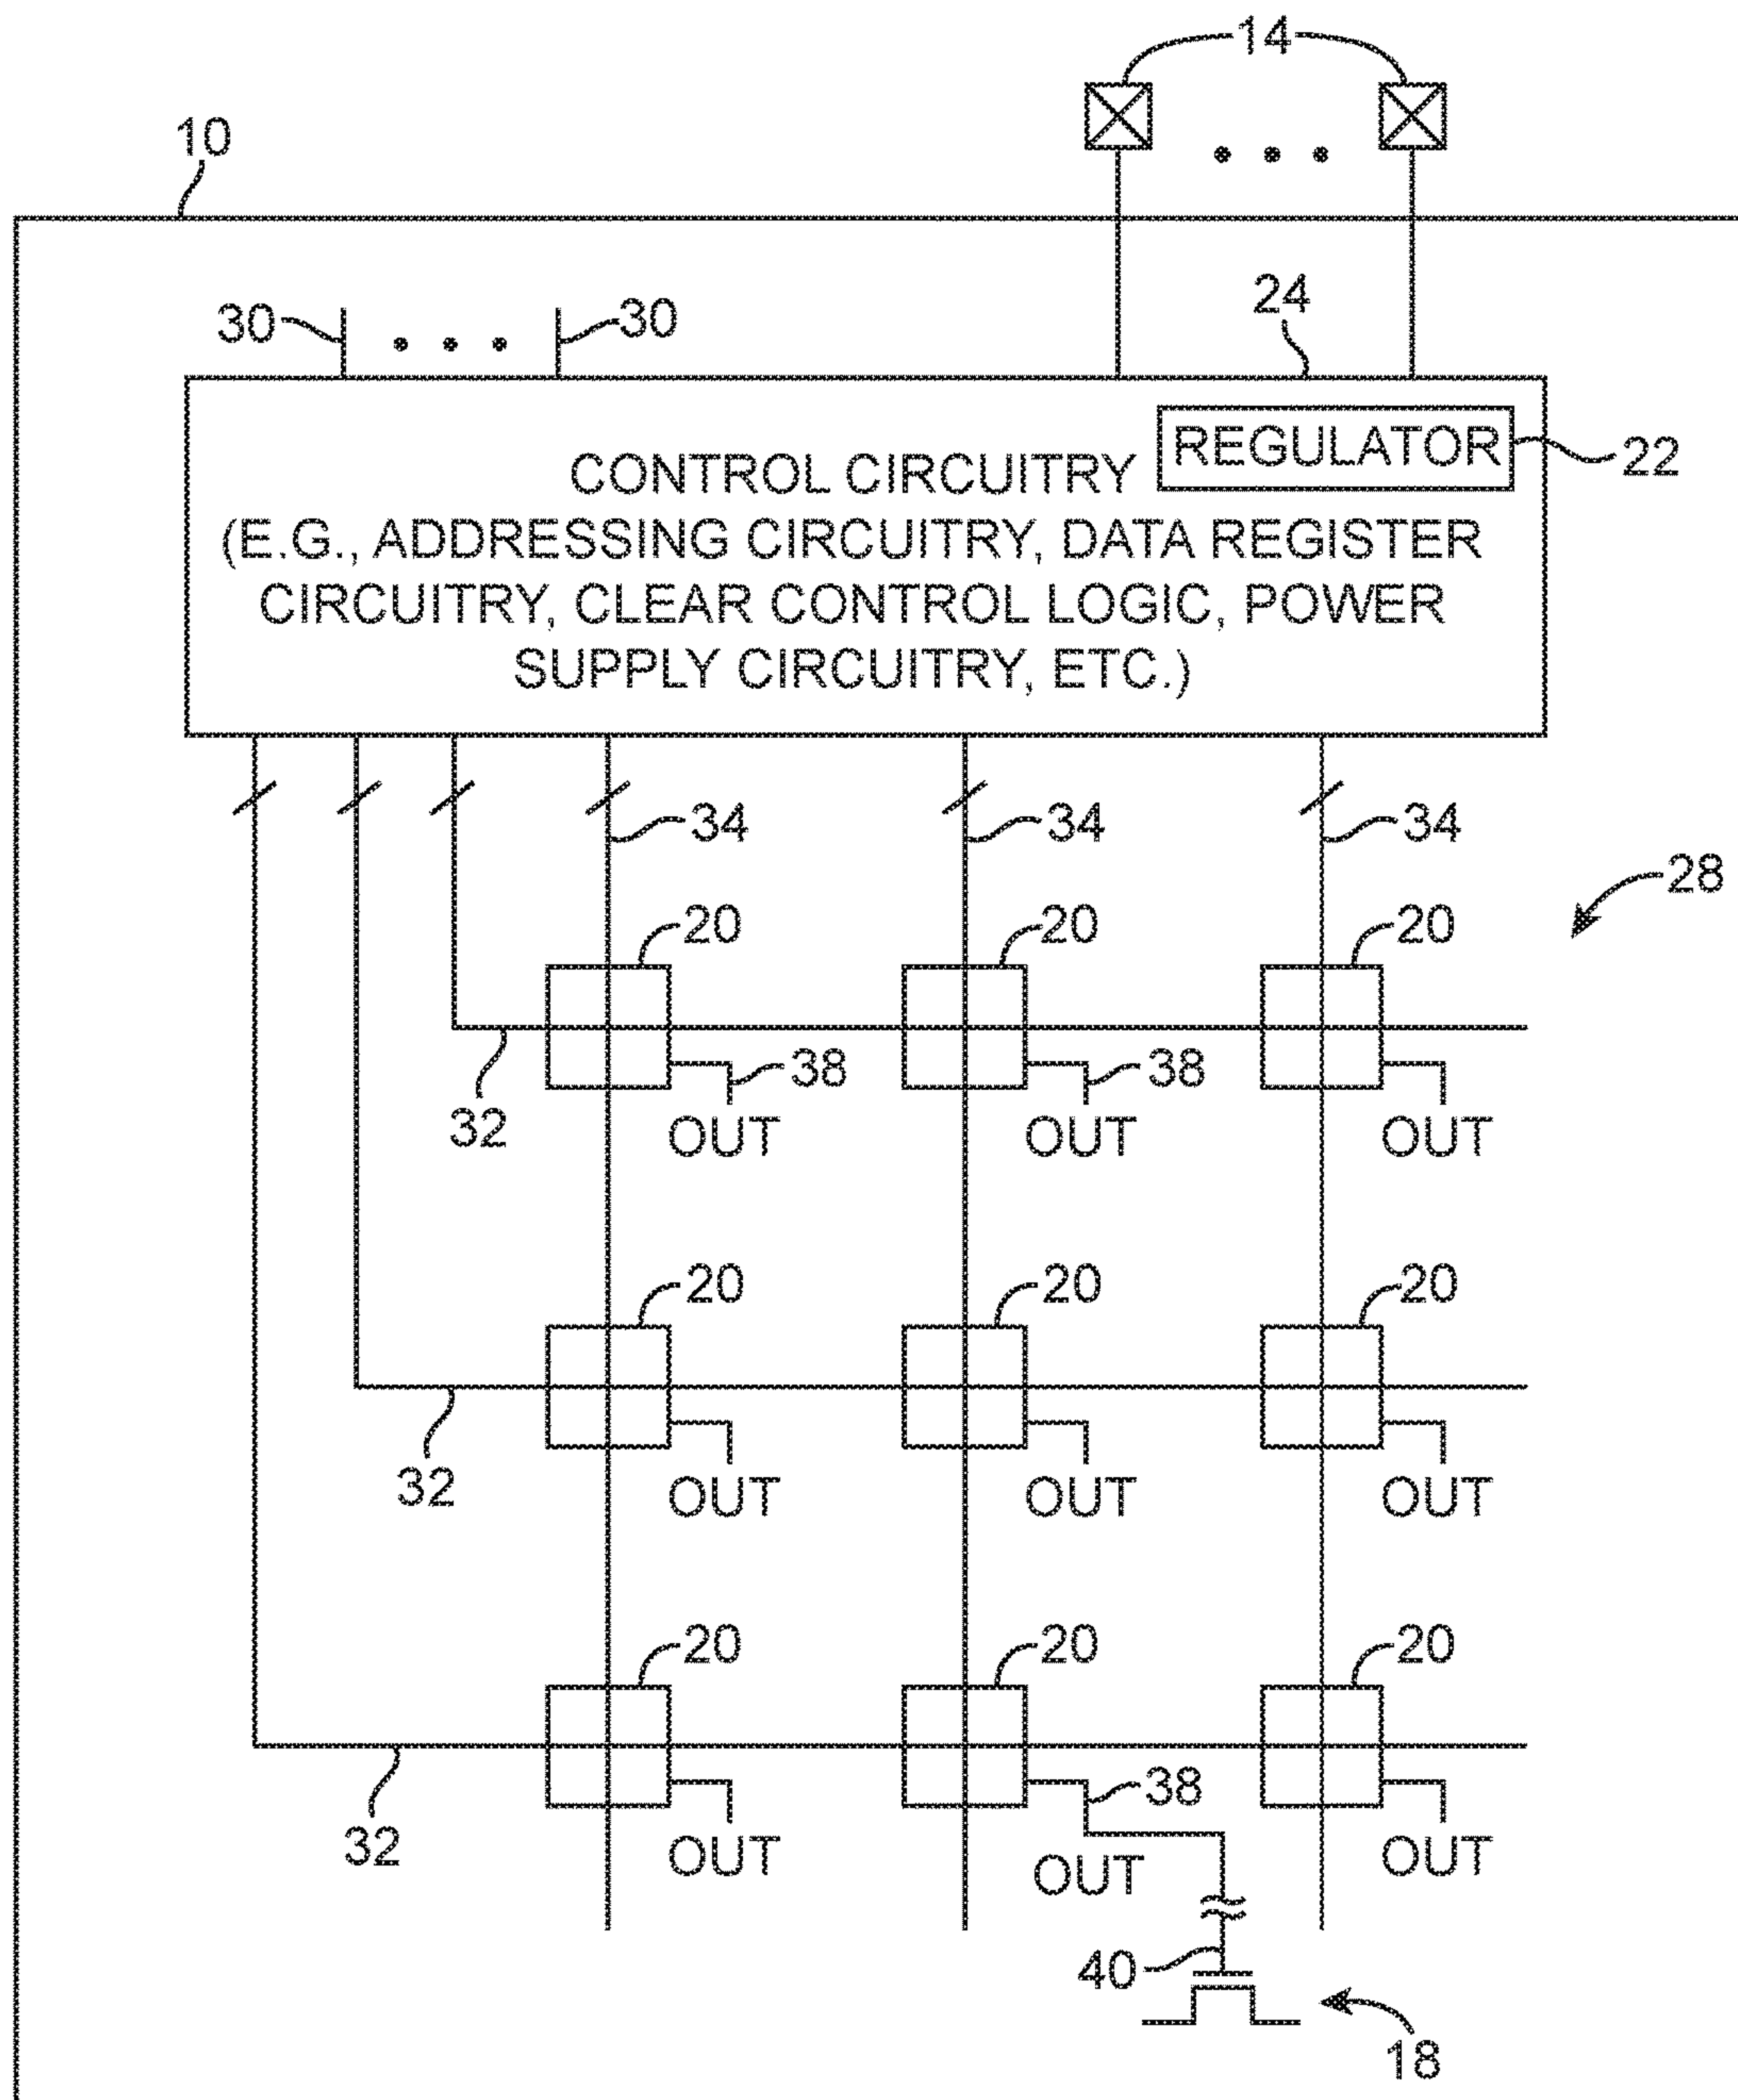 14
10
24
30
30
REGULATOR
22
CONTROL CIRCUITRY
(E.G., ADDRESSING CIRCUITRY, DATA REGISTER
CIRCUITRY, CLEAR CONTROL LOGIC, POWER
SUPPLY CIRCUITRY, ETC.)
34
34
34
28
20
20
20
38
38
32
OUT
OUT
OUT
20
20
20
32
OUT
OUT
OUT
20
20
20
38
32
OUT
OUT
OUT
40
18